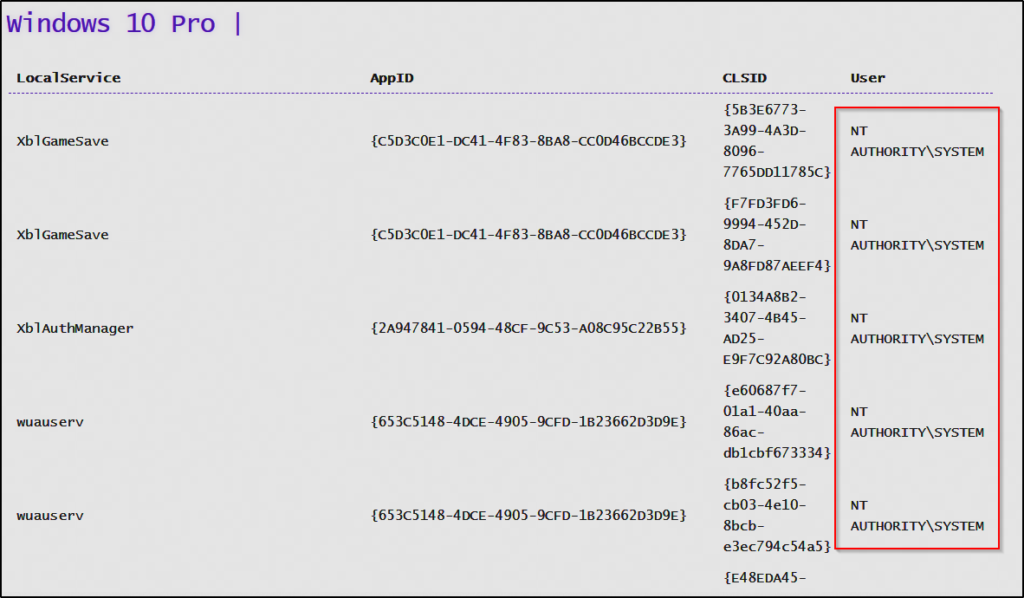 Windows 10 Pro |
LocalService AppID CLSID User
{5B3E6773-
3A99-4A3D-
8096-
7765DD11785C}
XblGameSave {C5D3C0E1-DC41-4F83-8BA8-CC0D46BCCDE3}
NT
AUTHORITY\SYSTEM
{F7FD3FD6-
9994-452D-
8DA7-
9A8FD87AEEF4}
XblGameSave {C5D3C0E1-DC41-4F83-8BA8-CC0D46BCCDE3}
NT
AUTHORITY\SYSTEM
{0134A8B2-
3407-4B45-
AD25-
E9F7C92A80BC}
XblAuthManager {2A947841-0594-48CF-9C53-A08C95C22B55}
NT
AUTHORITY\SYSTEM
{e60687f7-
01a1-40aa-
86ac-
db1cbf673334}
wuauserv {653C5148-4DCE-4905-9CFD-1B23662D3D9E}
NT
AUTHORITY\SYSTEM
{b8fc52f5-
cb03-4e10-
8bcb-
e3ec794c54a5}
wuauserv {653C5148-4DCE-4905-9CFD-1B23662D3D9E}
NT
AUTHORITY\SYSTEM
{E48EDA45-